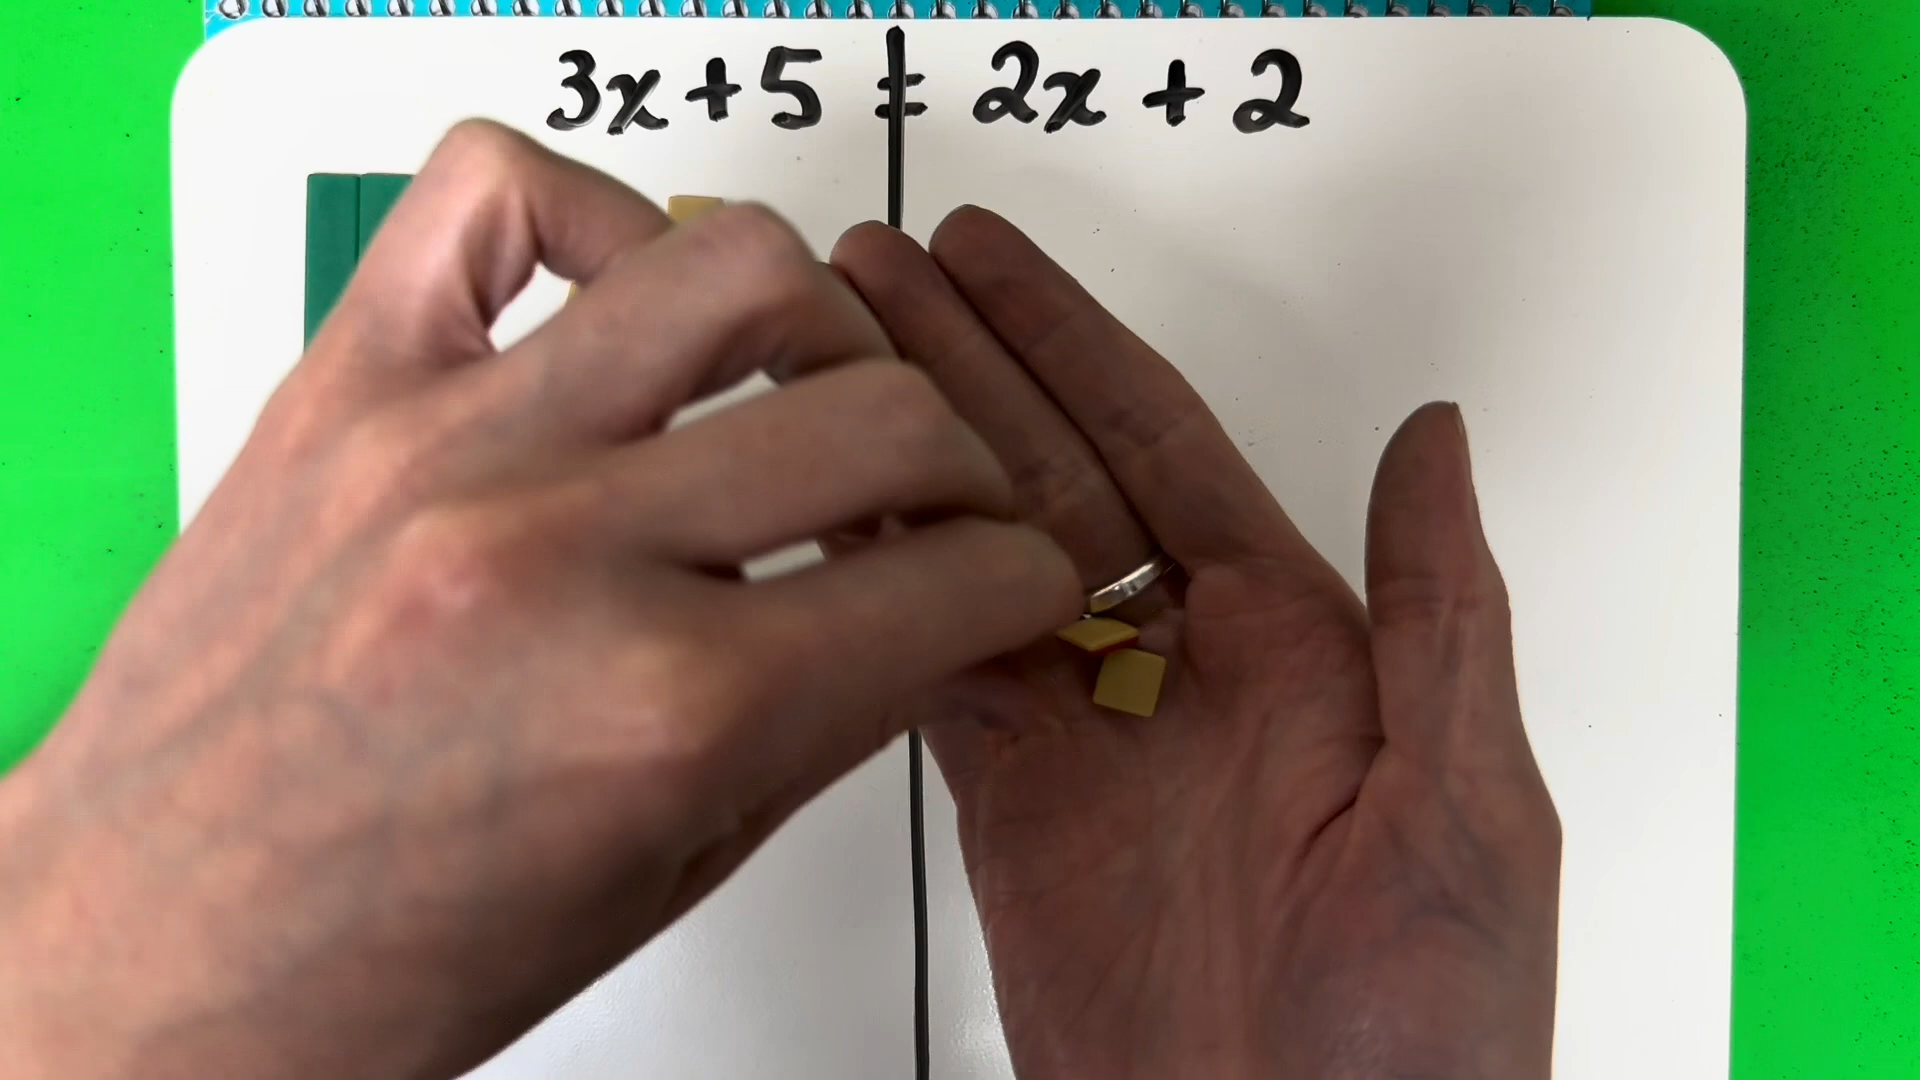 3x + 5 = 2x + 2